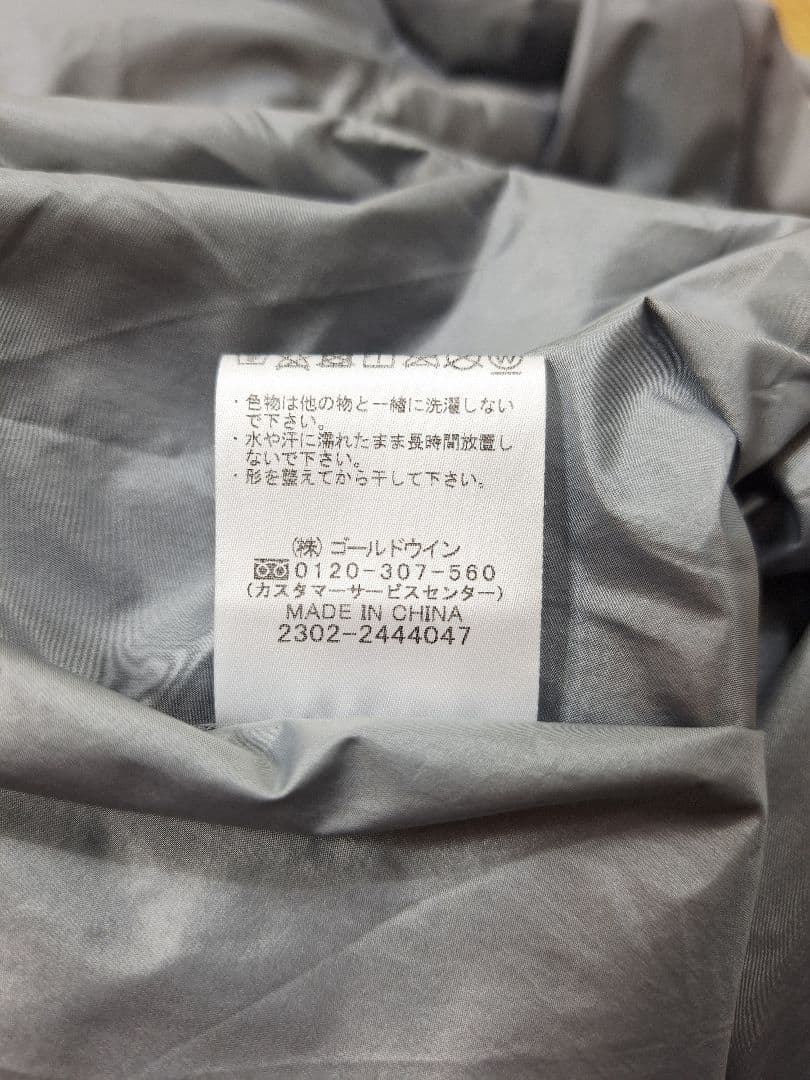 ・色物は他の物と一緒に洗濯しない
で下さい。
・水や汗に濡れたまま長時間放置し
ないで下さい。
・形を整えてから干して下さい。
(株)ゴールドウイン
0120-307-560
(カスタマーサービスセンター)
MADE IN CHINA
2302-2444047